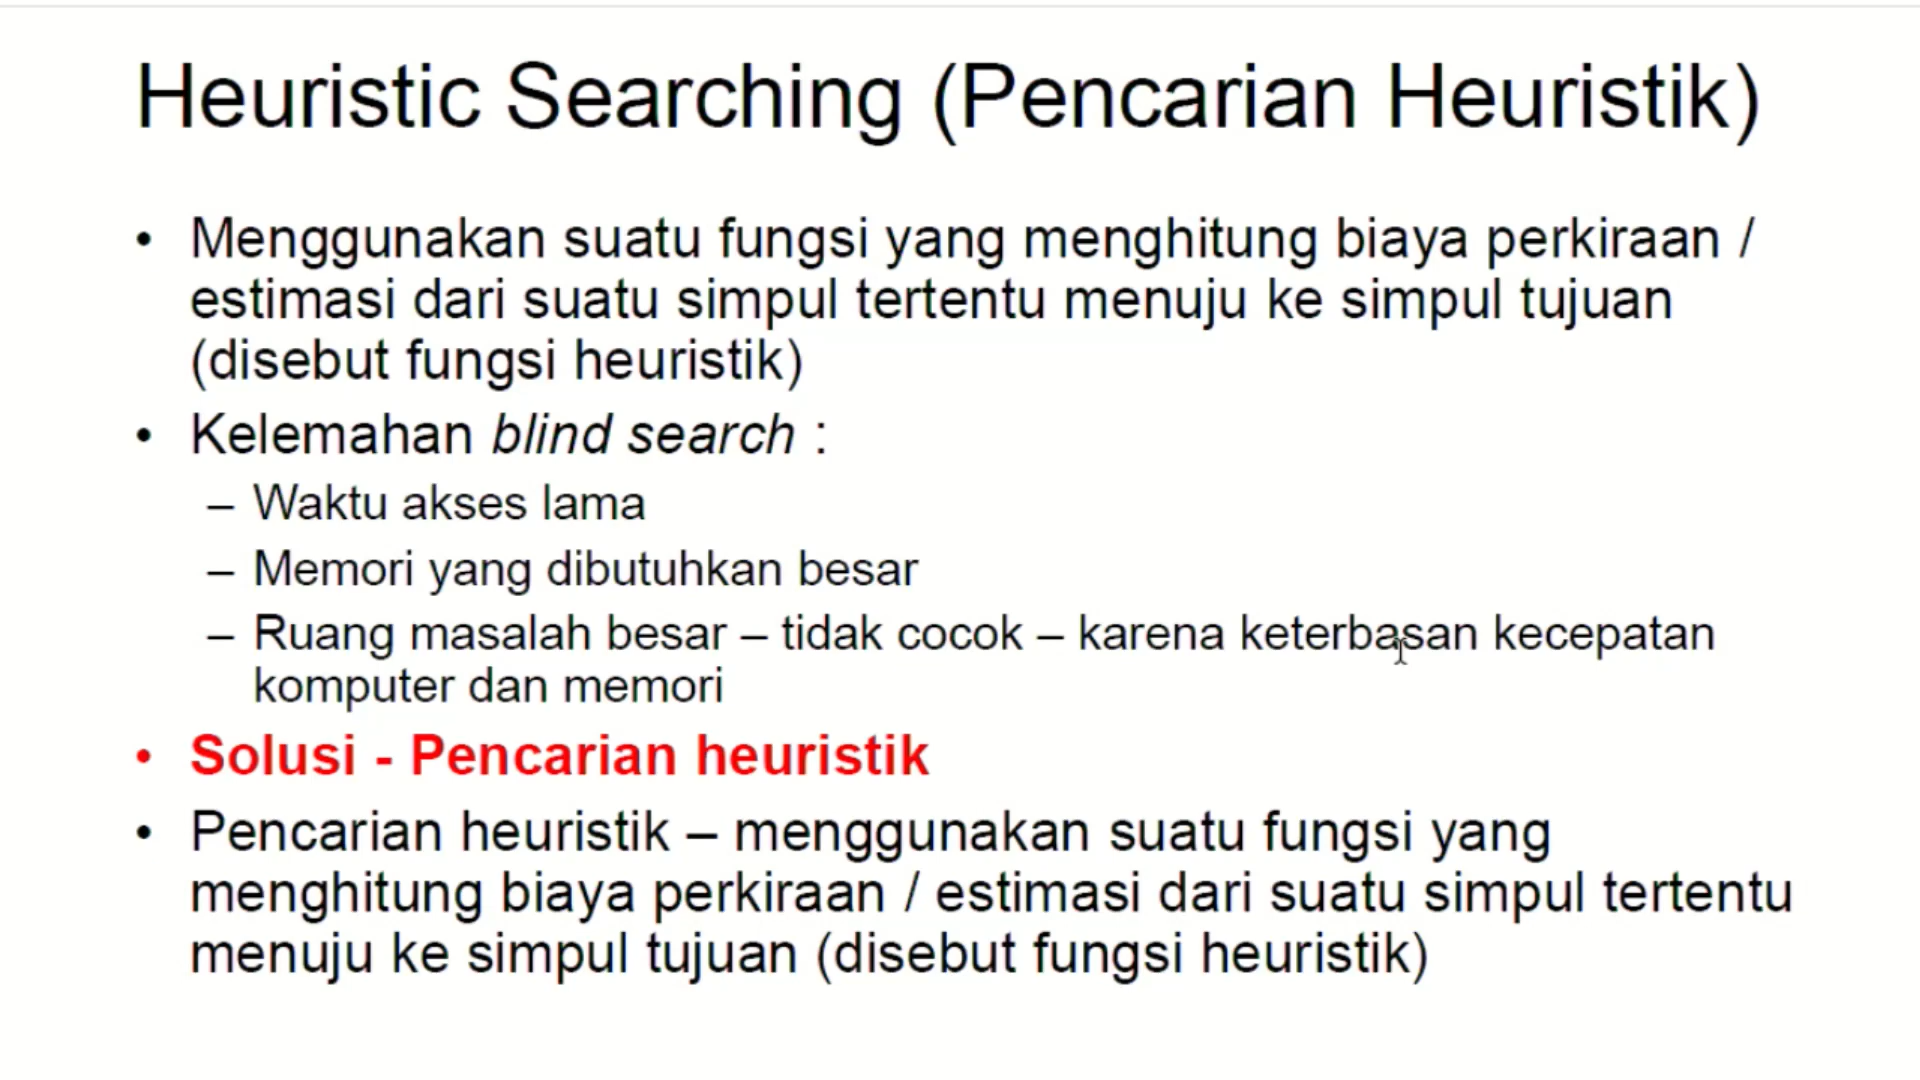 Heuristic Searching (Pencarian Heuristik)
• Menggunakan suatu fungsi yang menghitung biaya perkiraan /
estimasi dari suatu simpul tertentu menuju ke simpul tujuan
(disebut fungsi heuristik)
• Kelemahan blind search :
– Waktu akses lama
– Memori yang dibutuhkan besar
– Ruang masalah besar – tidak cocok – karena keterbasan kecepatan
komputer dan memori
• Solusi - Pencarian heuristik
• Pencarian heuristik – menggunakan suatu fungsi yang
menghitung biaya perkiraan / estimasi dari suatu simpul tertentu
menuju ke simpul tujuan (disebut fungsi heuristik)